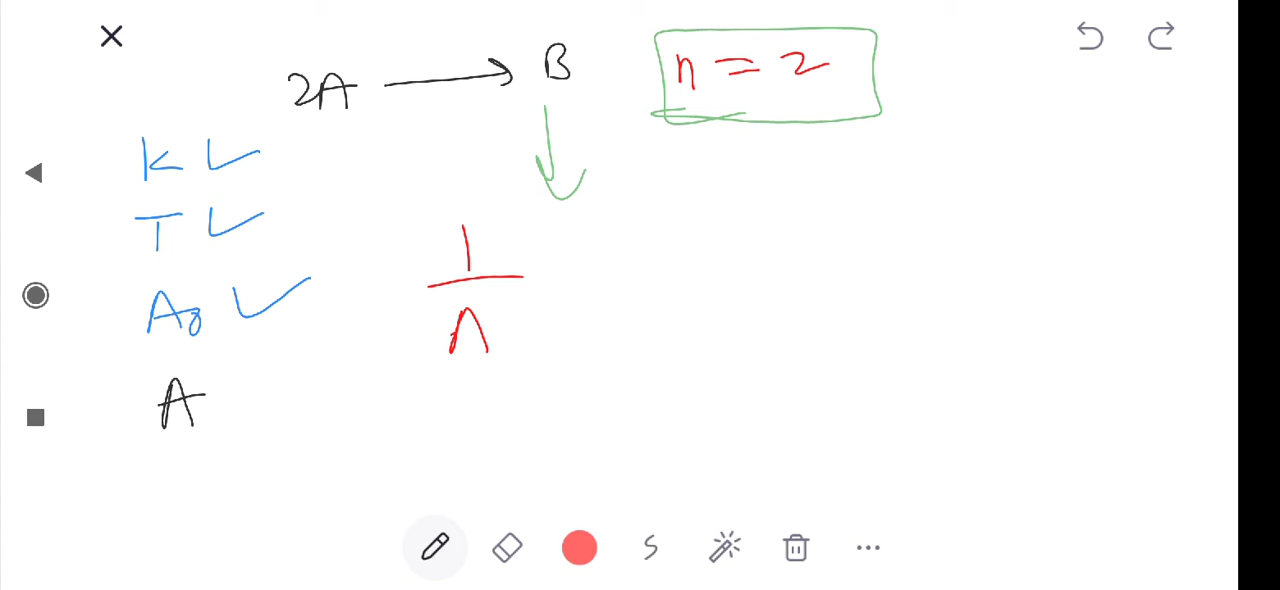 2A → B
n = 2
K ✓
T ✓
A₀ ✓
1
A